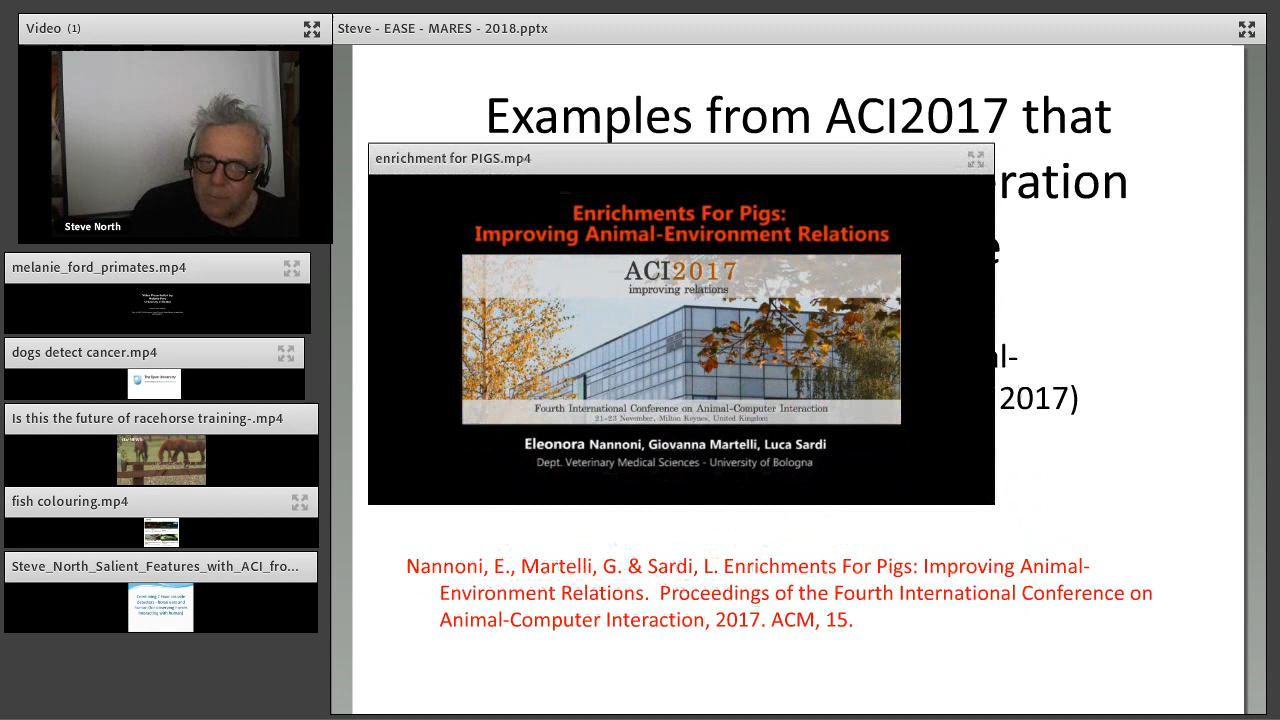 Video (1)
Steve - EASE - MARES - 2018.pptx
Steve North
melanie_ford_primates.mp4
dogs detect cancer.mp4
The Open University
Is this the future of racehorse training-.mp4
fish colouring.mp4
Steve_North_Salient_Features_with_ACI_fro...
Examples from ACI2017 that
ration
e
al-
2017)
enrichment for PIGS.mp4
Enrichments For Pigs:
Improving Animal-Environment Relations
ACI2017
improving relations
Fourth International Conference on Animal-Computer Interaction
21-23 November, Milton Keynes, United Kingdom
Eleonora Nannoni, Giovanna Martelli, Luca Sardi
Dept. Veterinary Medical Sciences - University of Bologna
Nannoni, E., Martelli, G. & Sardi, L. Enrichments For Pigs: Improving Animal-
Environment Relations. Proceedings of the Fourth International Conference on
Animal-Computer Interaction, 2017. ACM, 15.